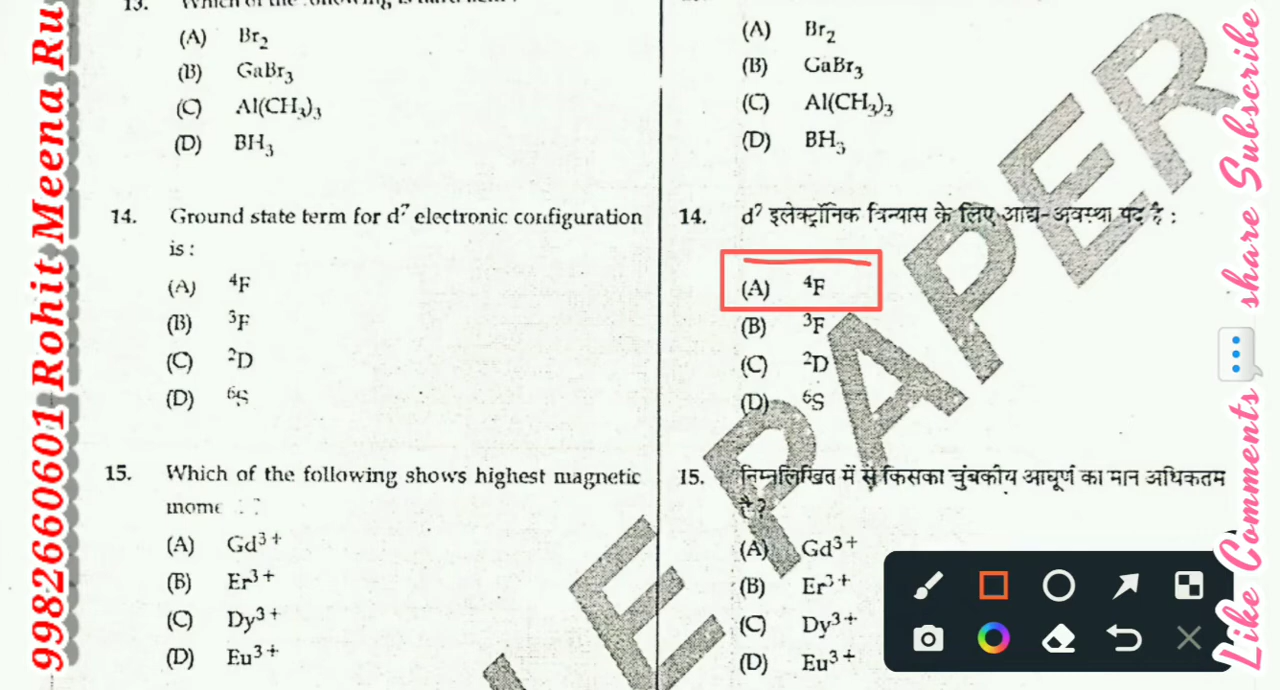 13.
(A) Br₂
(B) GaBr₃
(C) Al(CH₃)₃
(D) BH₃
14. Ground state term for d⁷ electronic configuration
is :
(A) ⁴F
(B) ³F
(C) ²D
(D) ⁶S
15. Which of the following shows highest magnetic
(A) Gd³⁺
(B) Er³⁺
(C) Dy³⁺
(D) Eu³⁺
(A) Br₂
(B) GaBr₃
(C) Al(CH₃)₃
(D) BH₃
14. d⁷ इलेक्ट्रॉनिक विन्यास के लिए आद्य-अवस्था पद है :
(A) ⁴F
(B) ³F
(C) ²D
(D) ⁶S
15. निम्नलिखित में से किसका चुंबकीय आघूर्ण का मान अधिकतम
है ?
(A) Gd³⁺
(B) Er³⁺
(C) Dy³⁺
(D) Eu³⁺
LE PAPER
9982660601 Rohit Meena Ru
Like Comments share Subscribe